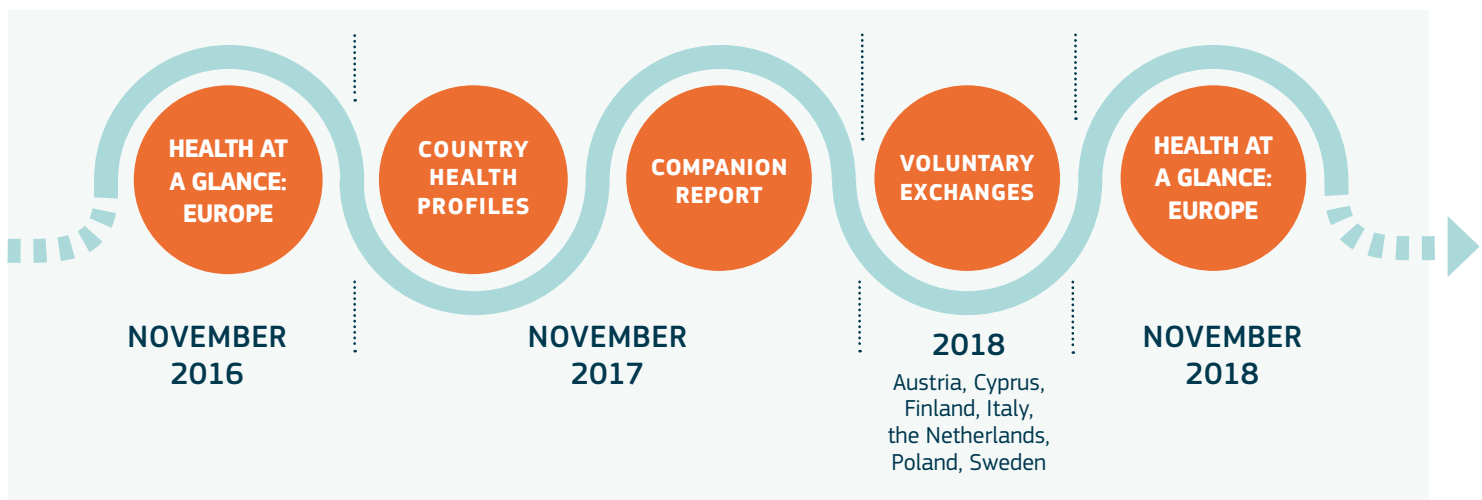 HEALTH AT
A GLANCE:
EUROPE
COUNTRY
HEALTH
PROFILES
COMPANION
REPORT
VOLUNTARY
EXCHANGES
HEALTH AT
A GLANCE:
EUROPE
NOVEMBER
2016
NOVEMBER
2017
2018
Austria, Cyprus,
Finland, Italy,
the Netherlands,
Poland, Sweden
NOVEMBER
2018